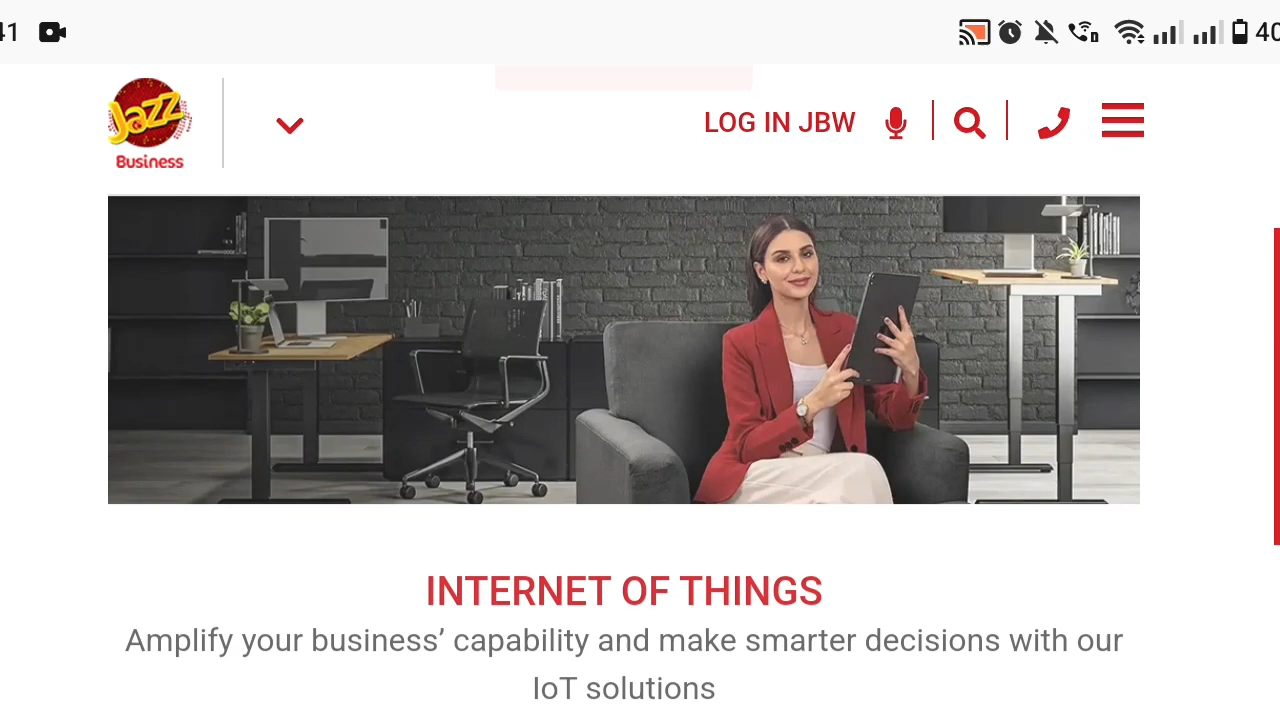 41
40
Jazz
Business
LOG IN JBW
INTERNET OF THINGS
Amplify your business’ capability and make smarter decisions with our
IoT solutions